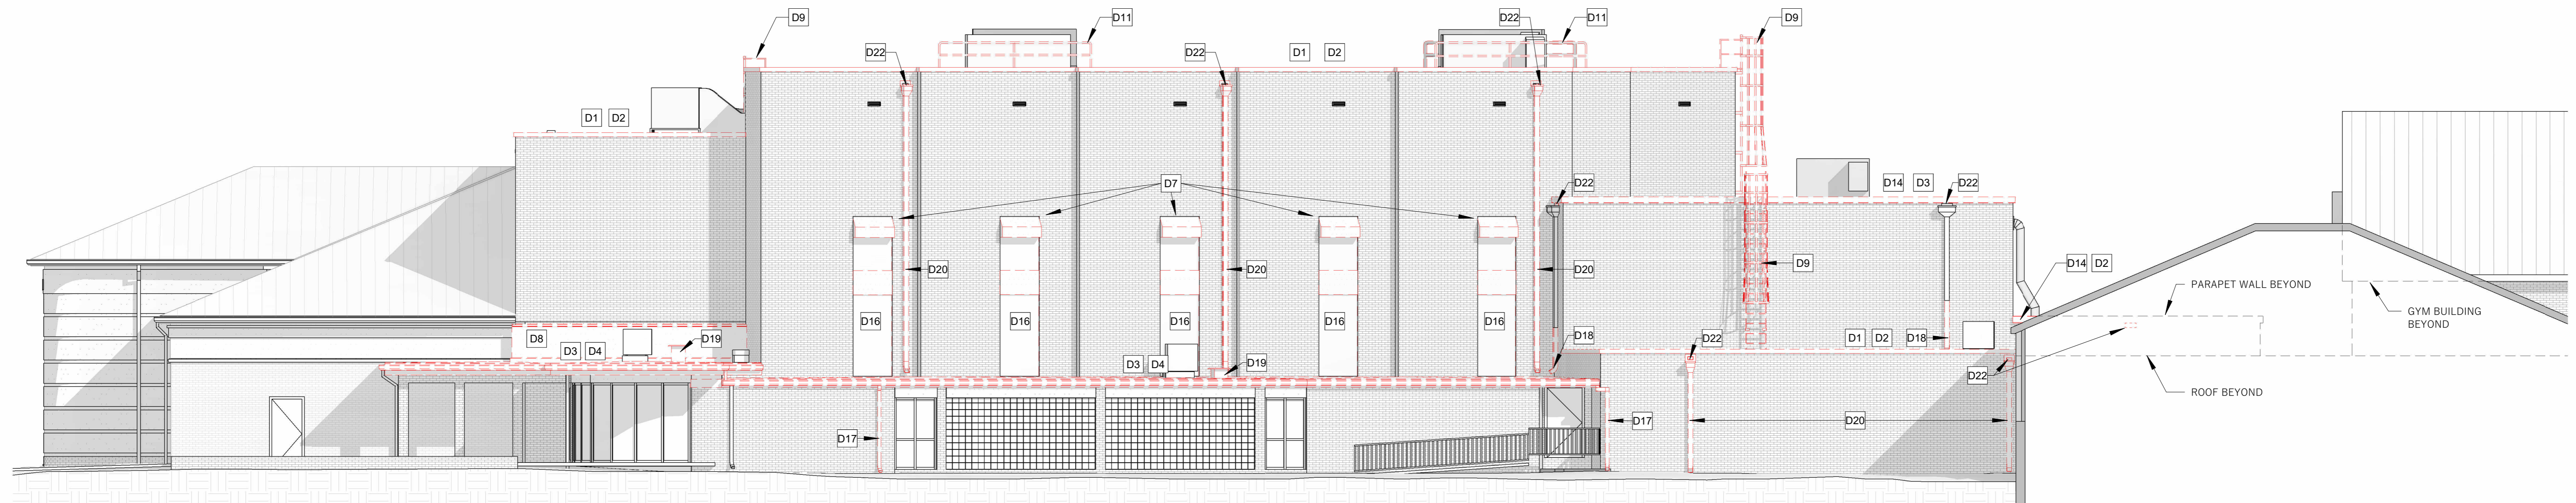 D9
D11
D22
D11
D9
D22
D22
D1 D2
D1 D2
D7
D22
D14 D3
D22
D20
D20
D20
D9
D14 D2
PARAPET WALL BEYOND
GYM BUILDING
BEYOND
D16
D16
D16
D16
D16
D8
D19
D18
D22
D1 D2
D18
D3 D4
D3 D4
D19
D22
ROOF BEYOND
D17
D17
D20